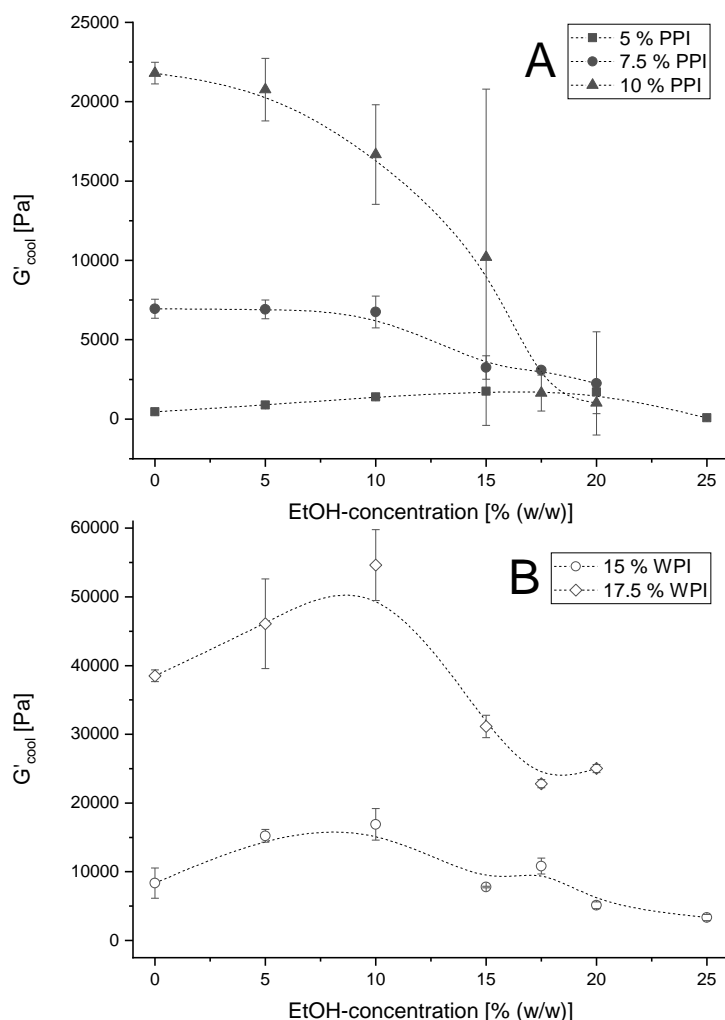 25000
20000
15000
10000
5000
0
G'cool [Pa]
A
5 % PPI
7.5 % PPI
10 % PPI
0 5 10 15 20 25
EtOH-concentration [% (w/w)]
60000
50000
40000
30000
20000
10000
0
G'cool [Pa]
B
15 % WPI
17.5 % WPI
0 5 10 15 20 25
EtOH-concentration [% (w/w)]